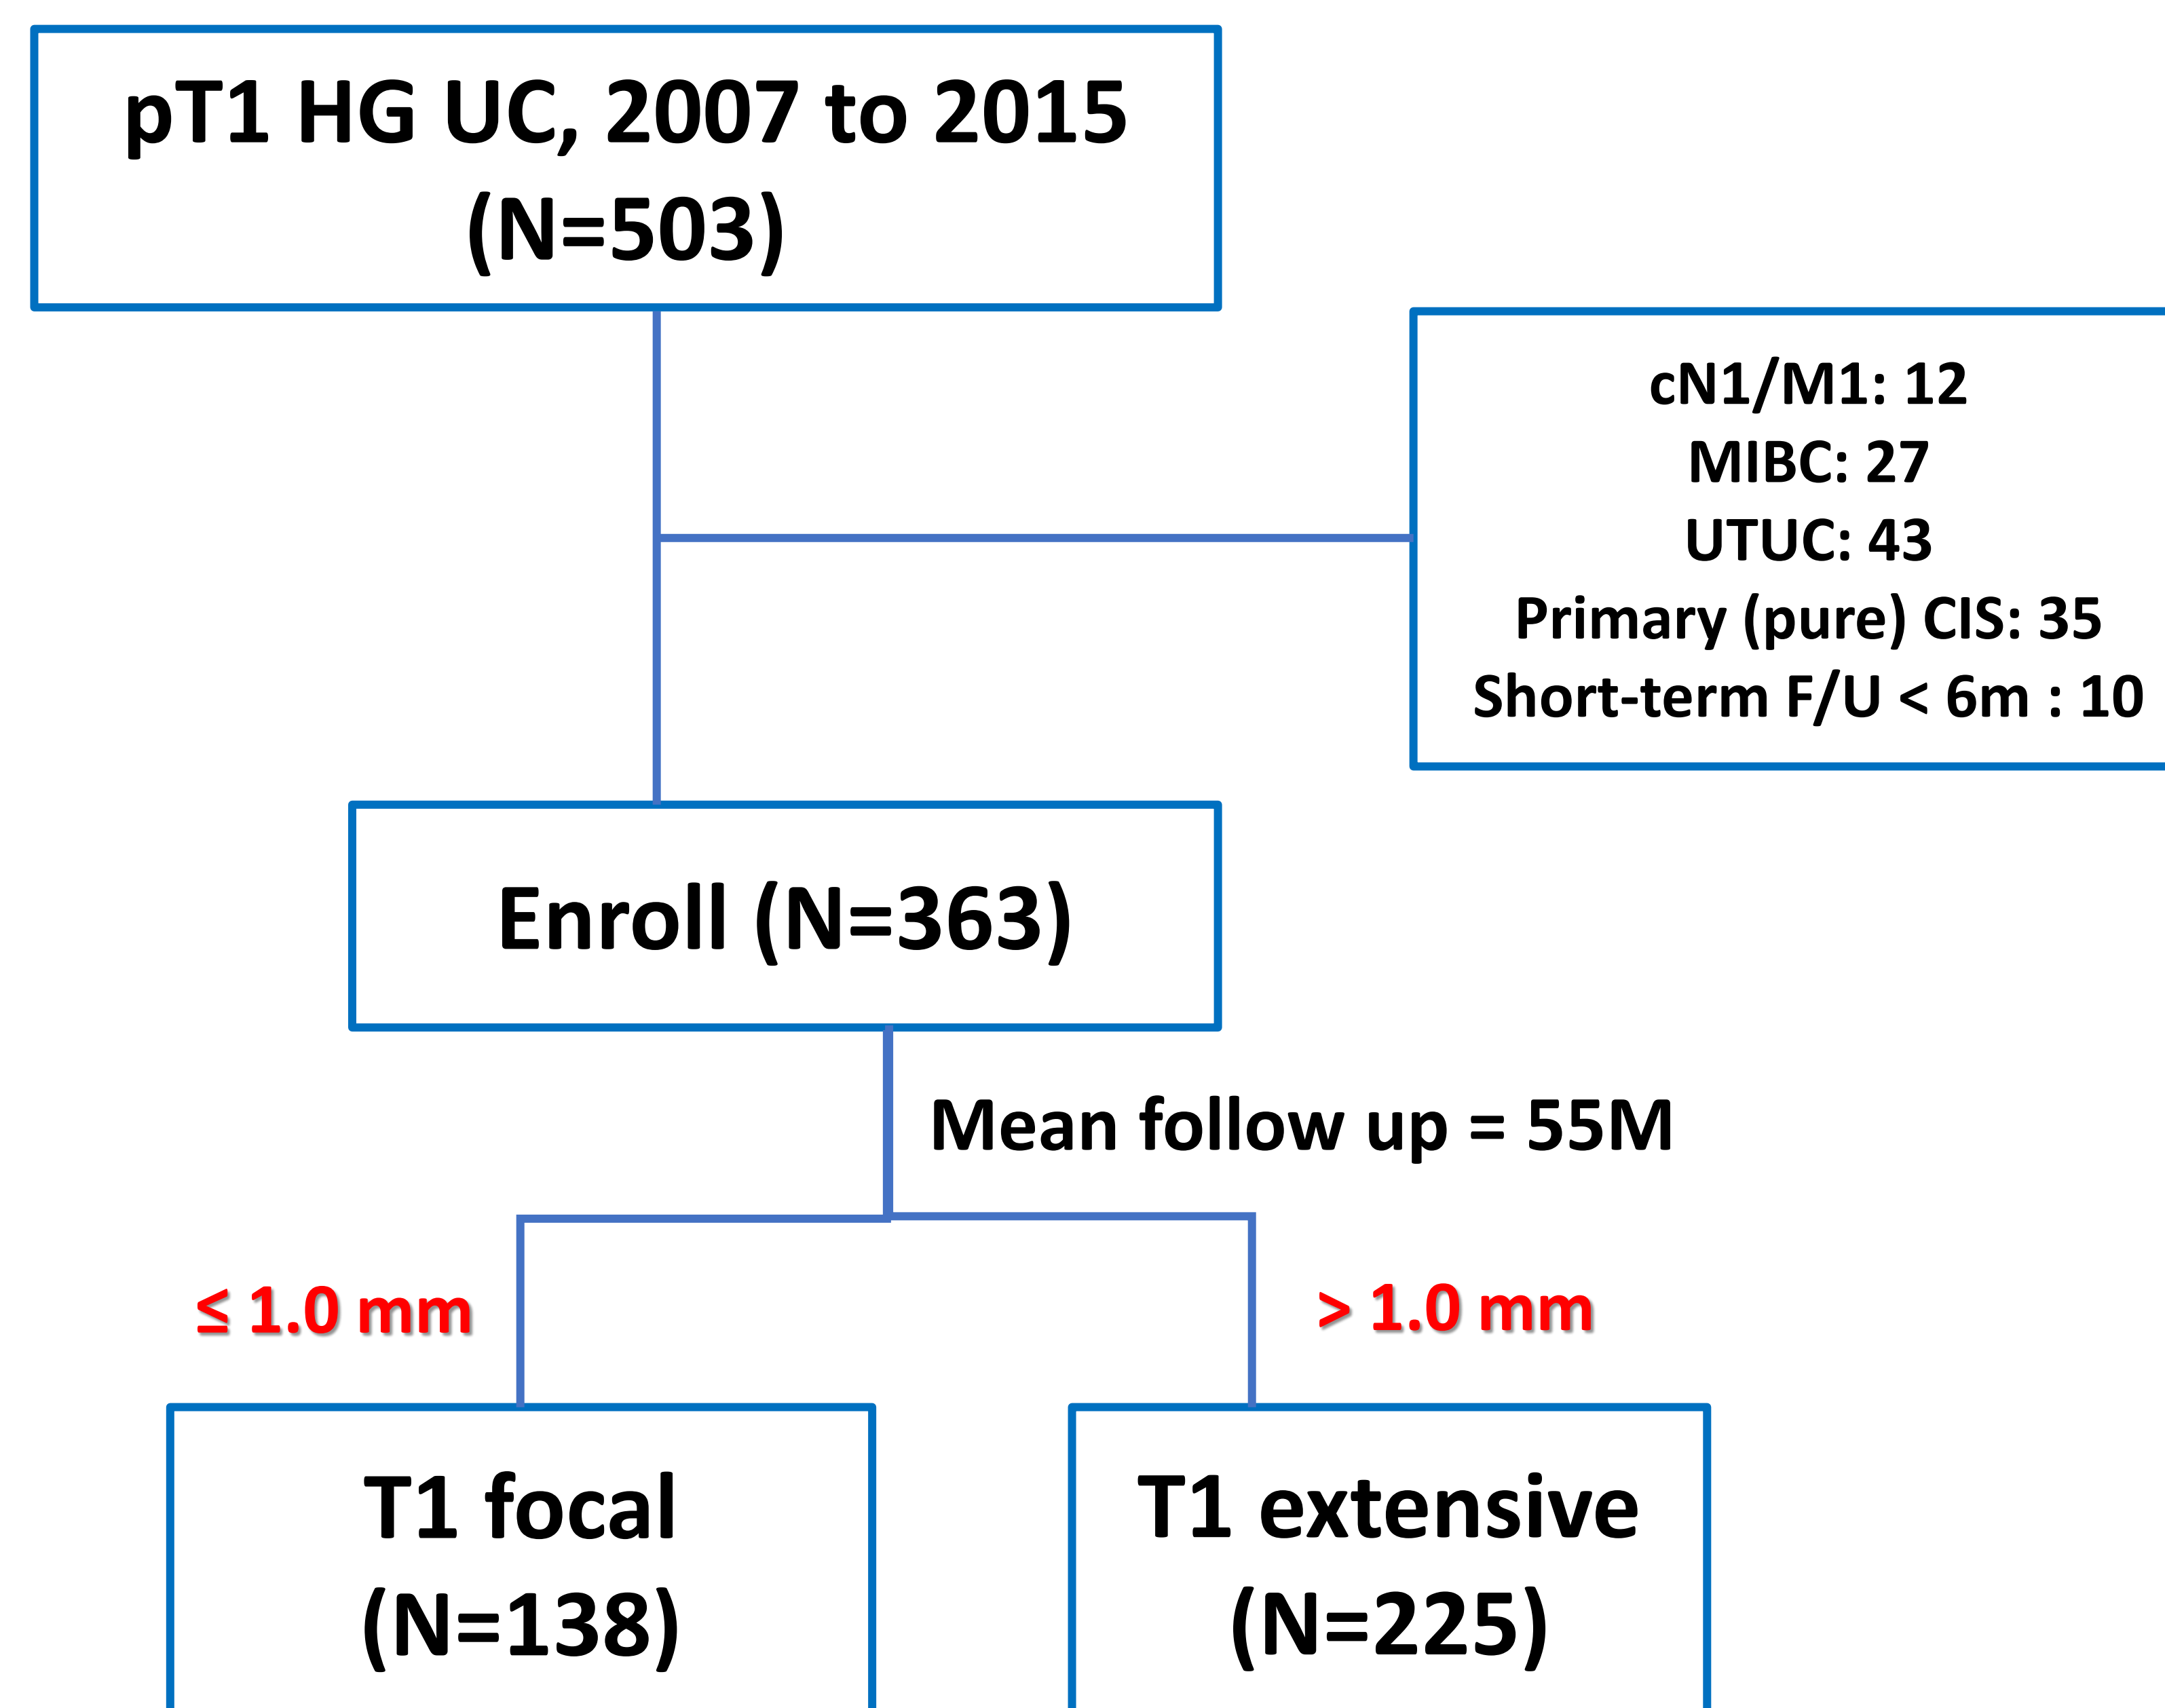 pT1 HG UC, 2007 to 2015
(N=503)
cN1/M1: 12
MIBC: 27
UTUC: 43
Primary (pure) CIS: 35
Short-term F/U < 6m : 10
Enroll (N=363)
Mean follow up = 55M
≤ 1.0 mm
> 1.0 mm
T1 focal
(N=138)
T1 extensive
(N=225)